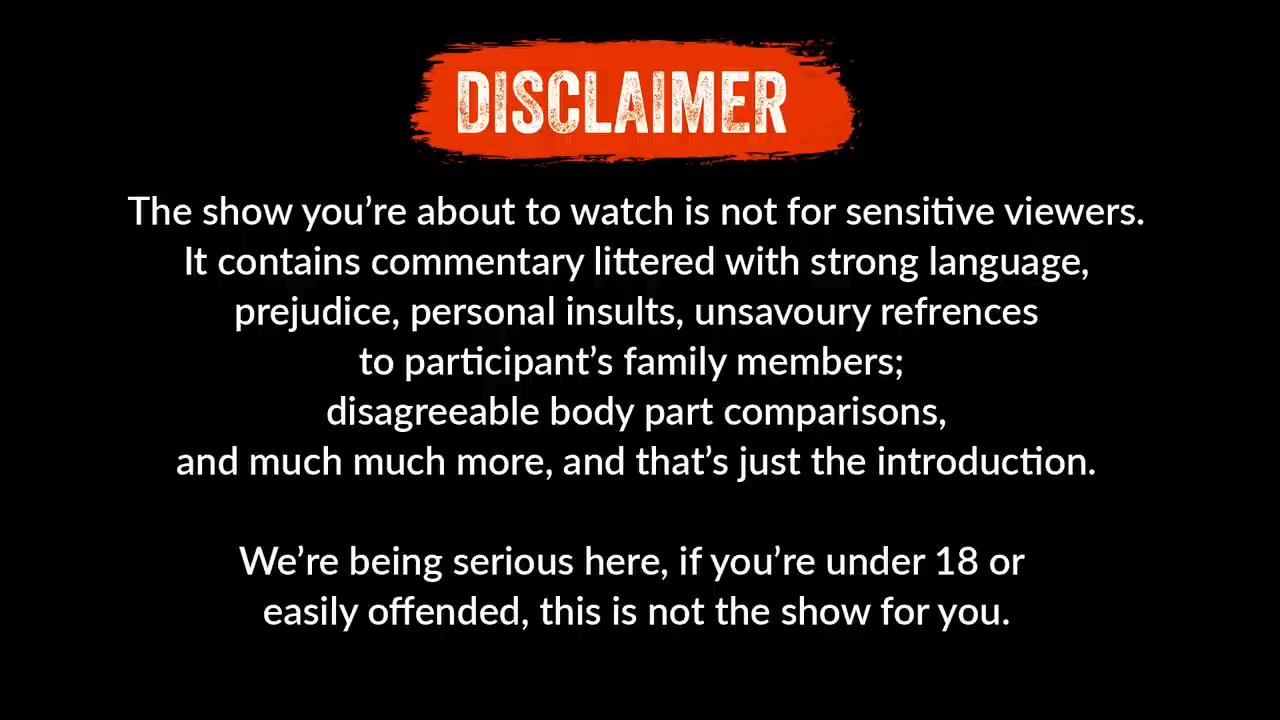 DISCLAIMER
The show you’re about to watch is not for sensitive viewers.
It contains commentary littered with strong language,
prejudice, personal insults, unsavoury refrences
to participant’s family members;
disagreeable body part comparisons,
and much much more, and that’s just the introduction.
We’re being serious here, if you’re under 18 or
easily offended, this is not the show for you.